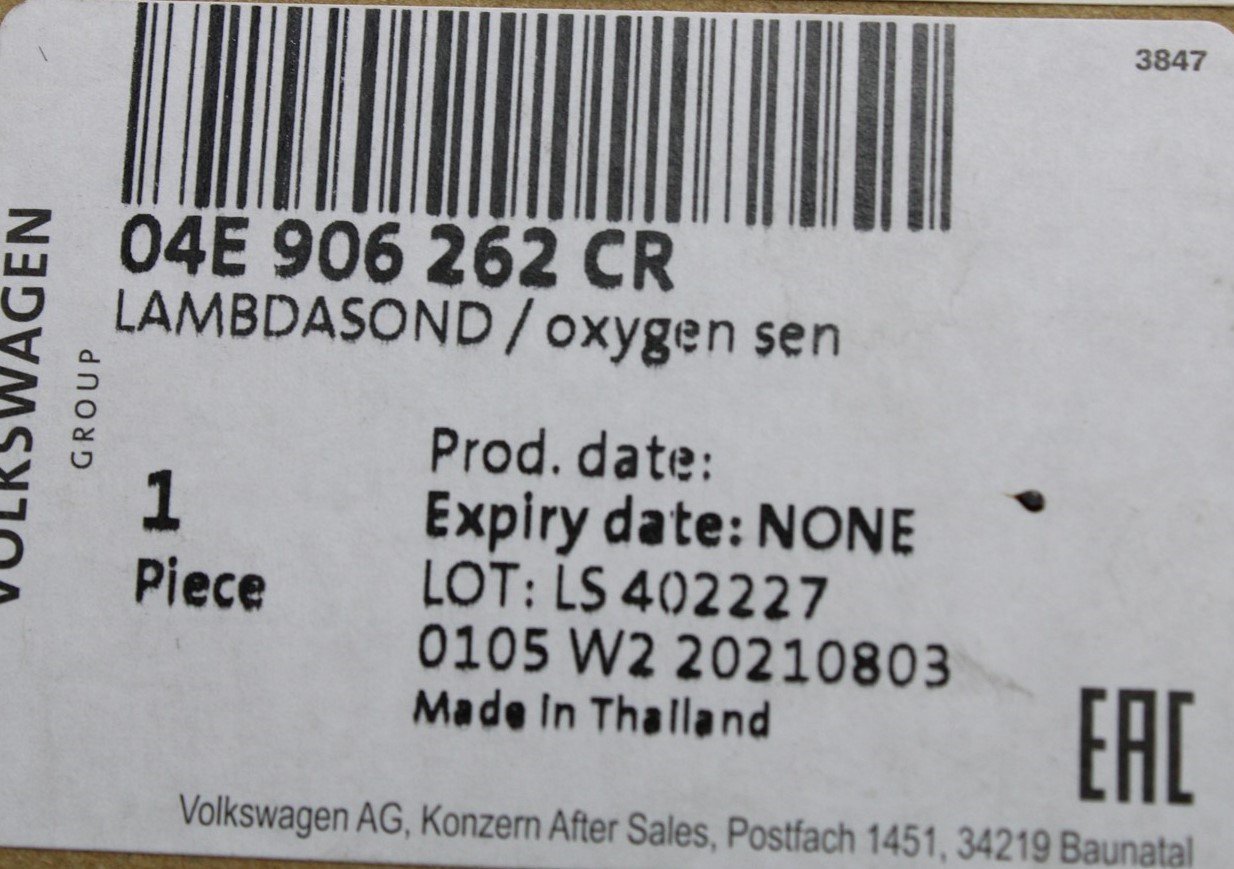 3847
04E 906 262 CR
LAMBDASOND / oxygen sen
VOLKSWAGEN
GROUP
Prod. date:
1
Expiry date: NONE
Piece
LOT: LS 402227
0105 W2 20210803
Made in Thailand
EAC
Volkswagen AG, Konzern After Sales, Postfach 1451, 34219 Baunatal